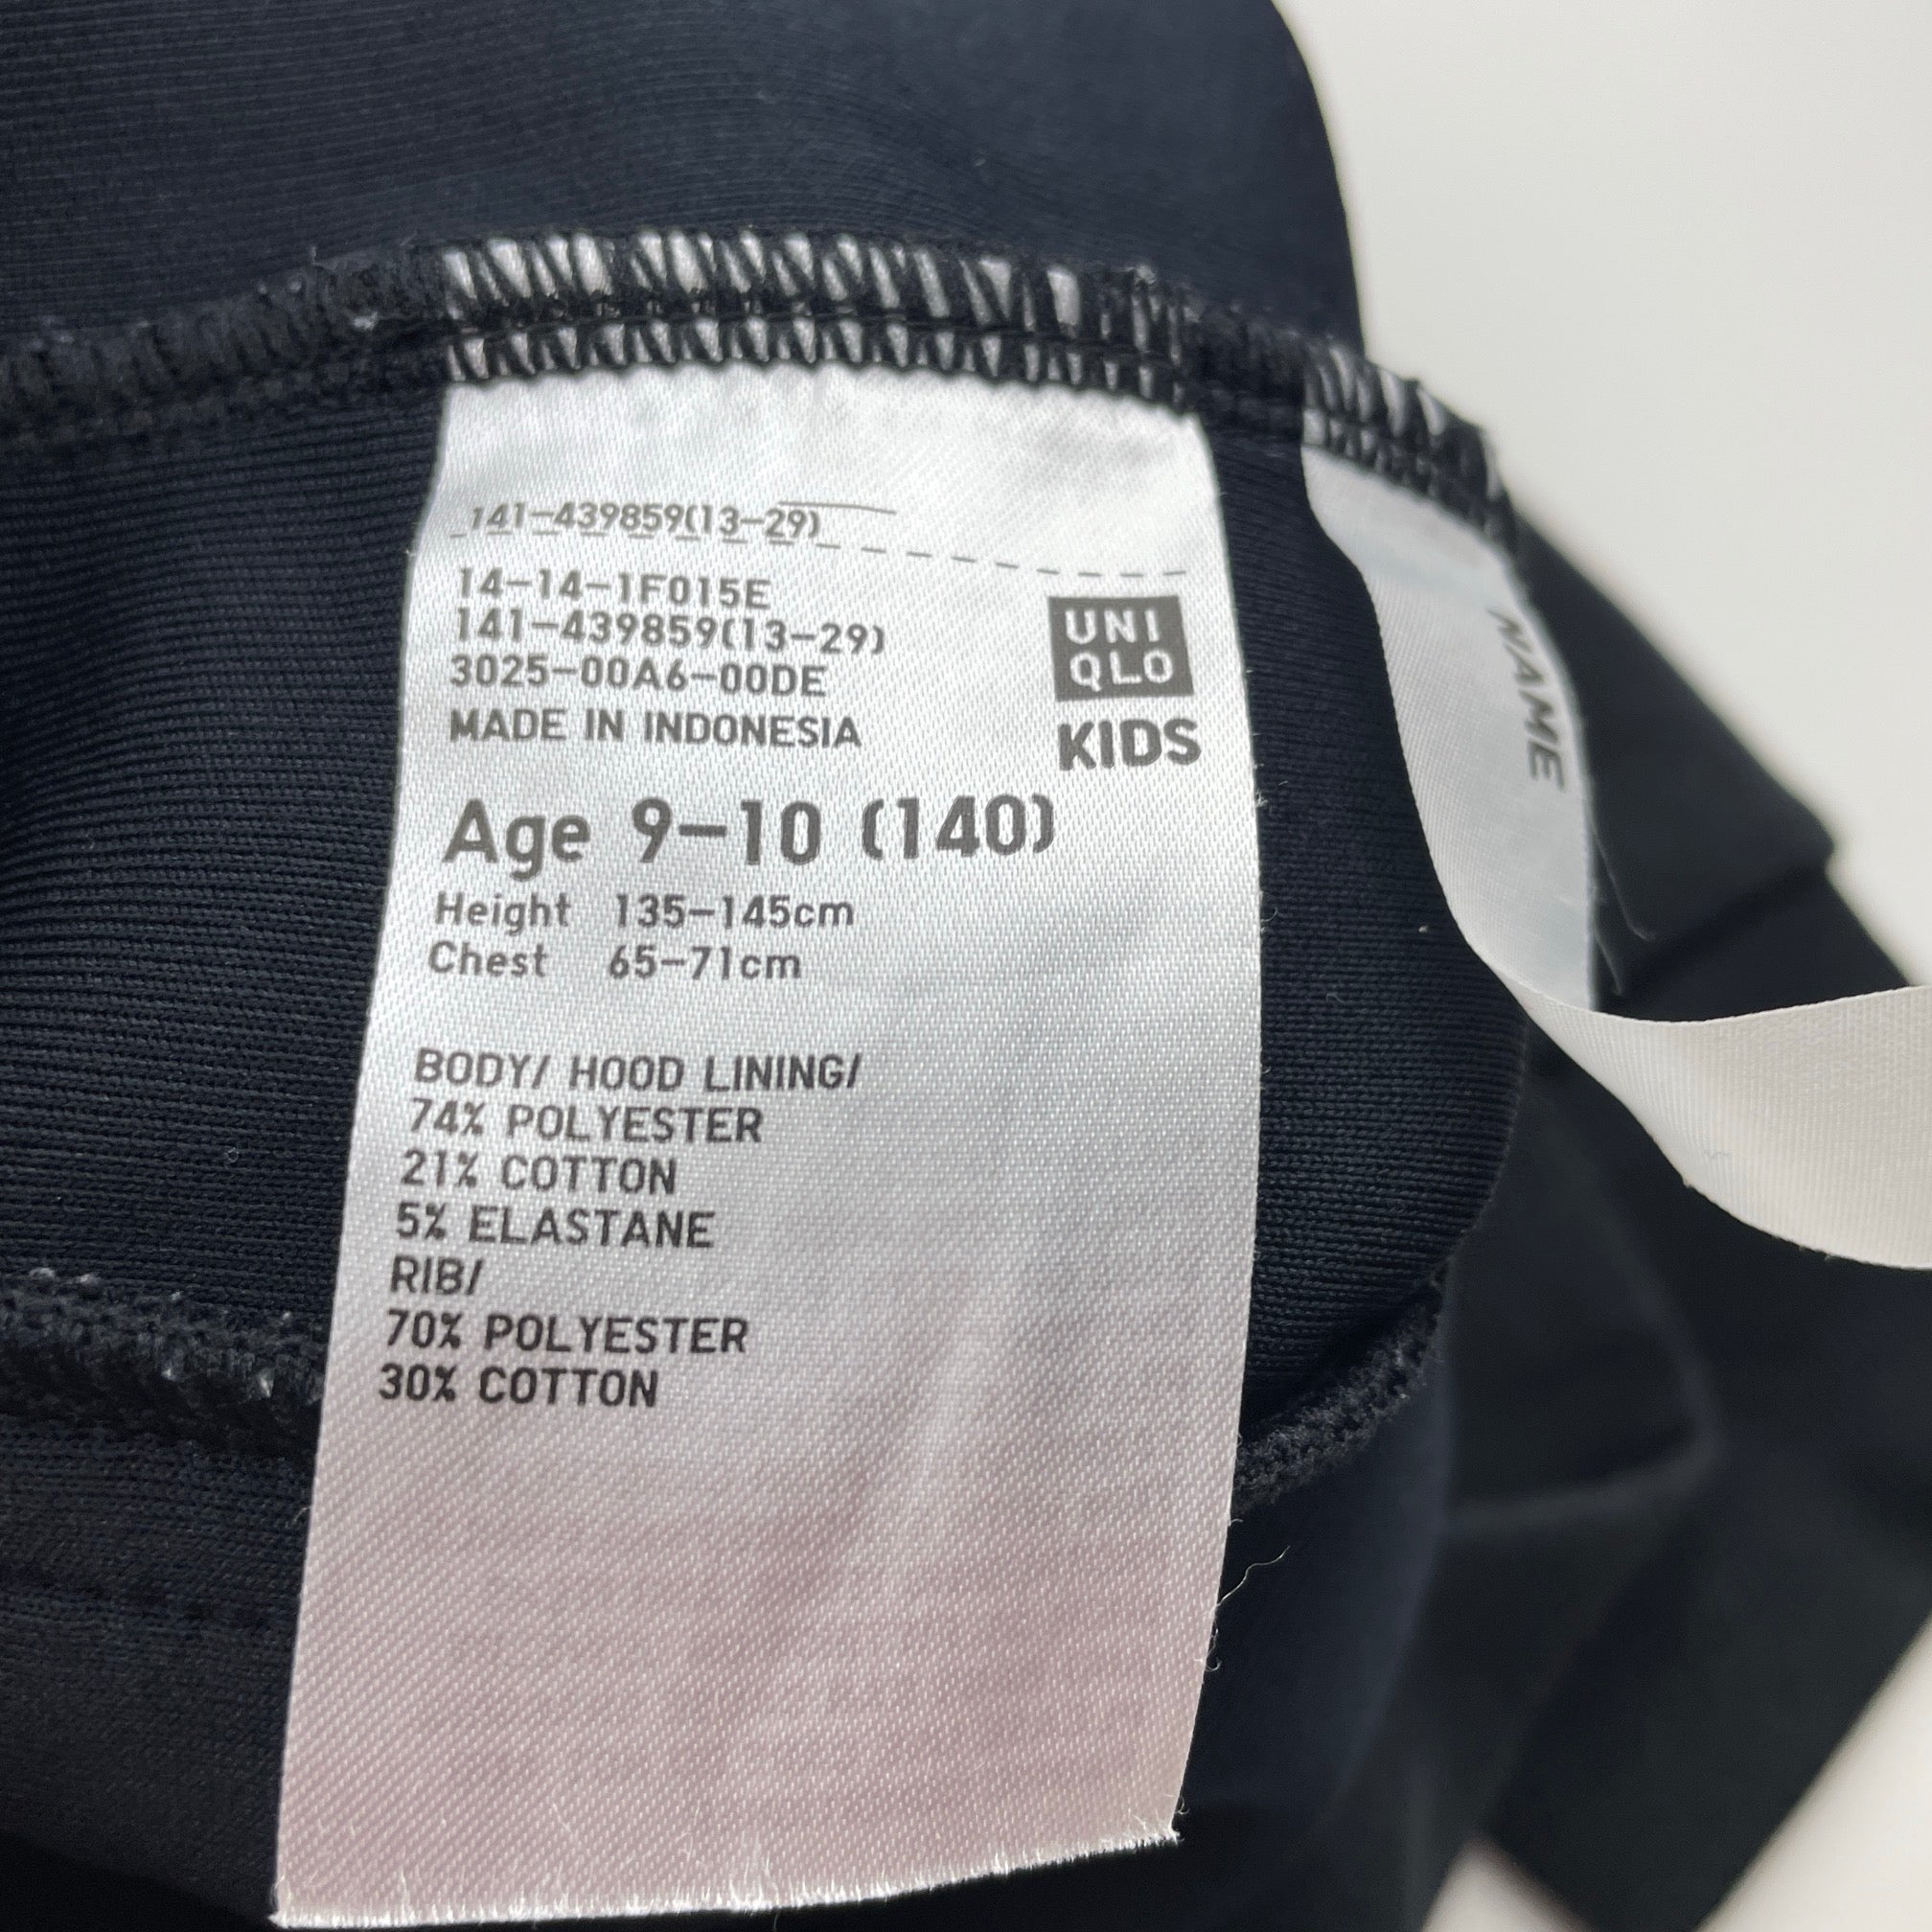 141-439859(13-29)
14-14-1F015E
141-439859(13-29)
3025-00A6-00DE
MADE IN INDONESIA
UNI
QLO
KIDS
Age 9-10 (140)
Height 135-145cm
Chest 65-71cm
BODY/ HOOD LINING/
74% POLYESTER
21% COTTON
5% ELASTANE
RIB/
70% POLYESTER
30% COTTON
NAME